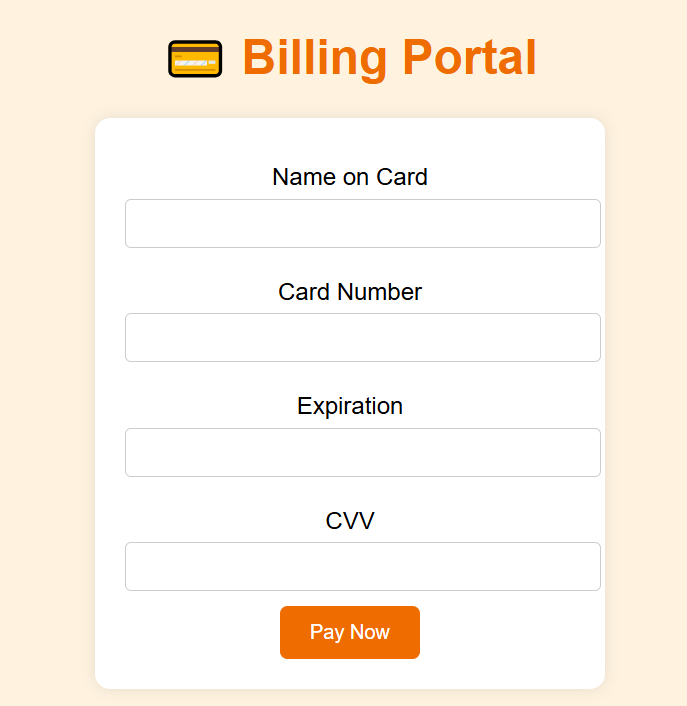 Billing Portal
Name on Card
Card Number
Expiration
CVV
Pay Now